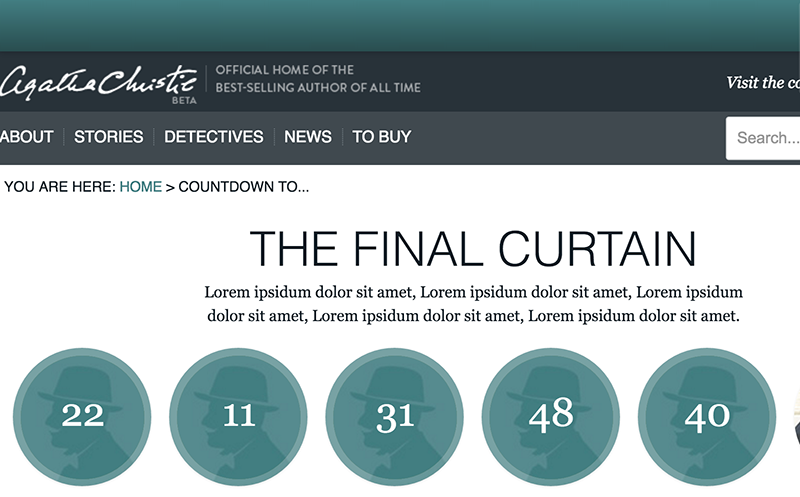 Agatha Christie
BETA
OFFICIAL HOME OF THE
BEST-SELLING AUTHOR OF ALL TIME
Visit the co
ABOUT STORIES DETECTIVES NEWS TO BUY
Search...
YOU ARE HERE: HOME > COUNTDOWN TO...
THE FINAL CURTAIN
Lorem ipsidum dolor sit amet, Lorem ipsidum dolor sit amet, Lorem ipsidum
dolor sit amet, Lorem ipsidum dolor sit amet, Lorem ipsidum dolor sit amet.
22 11 31 48 40